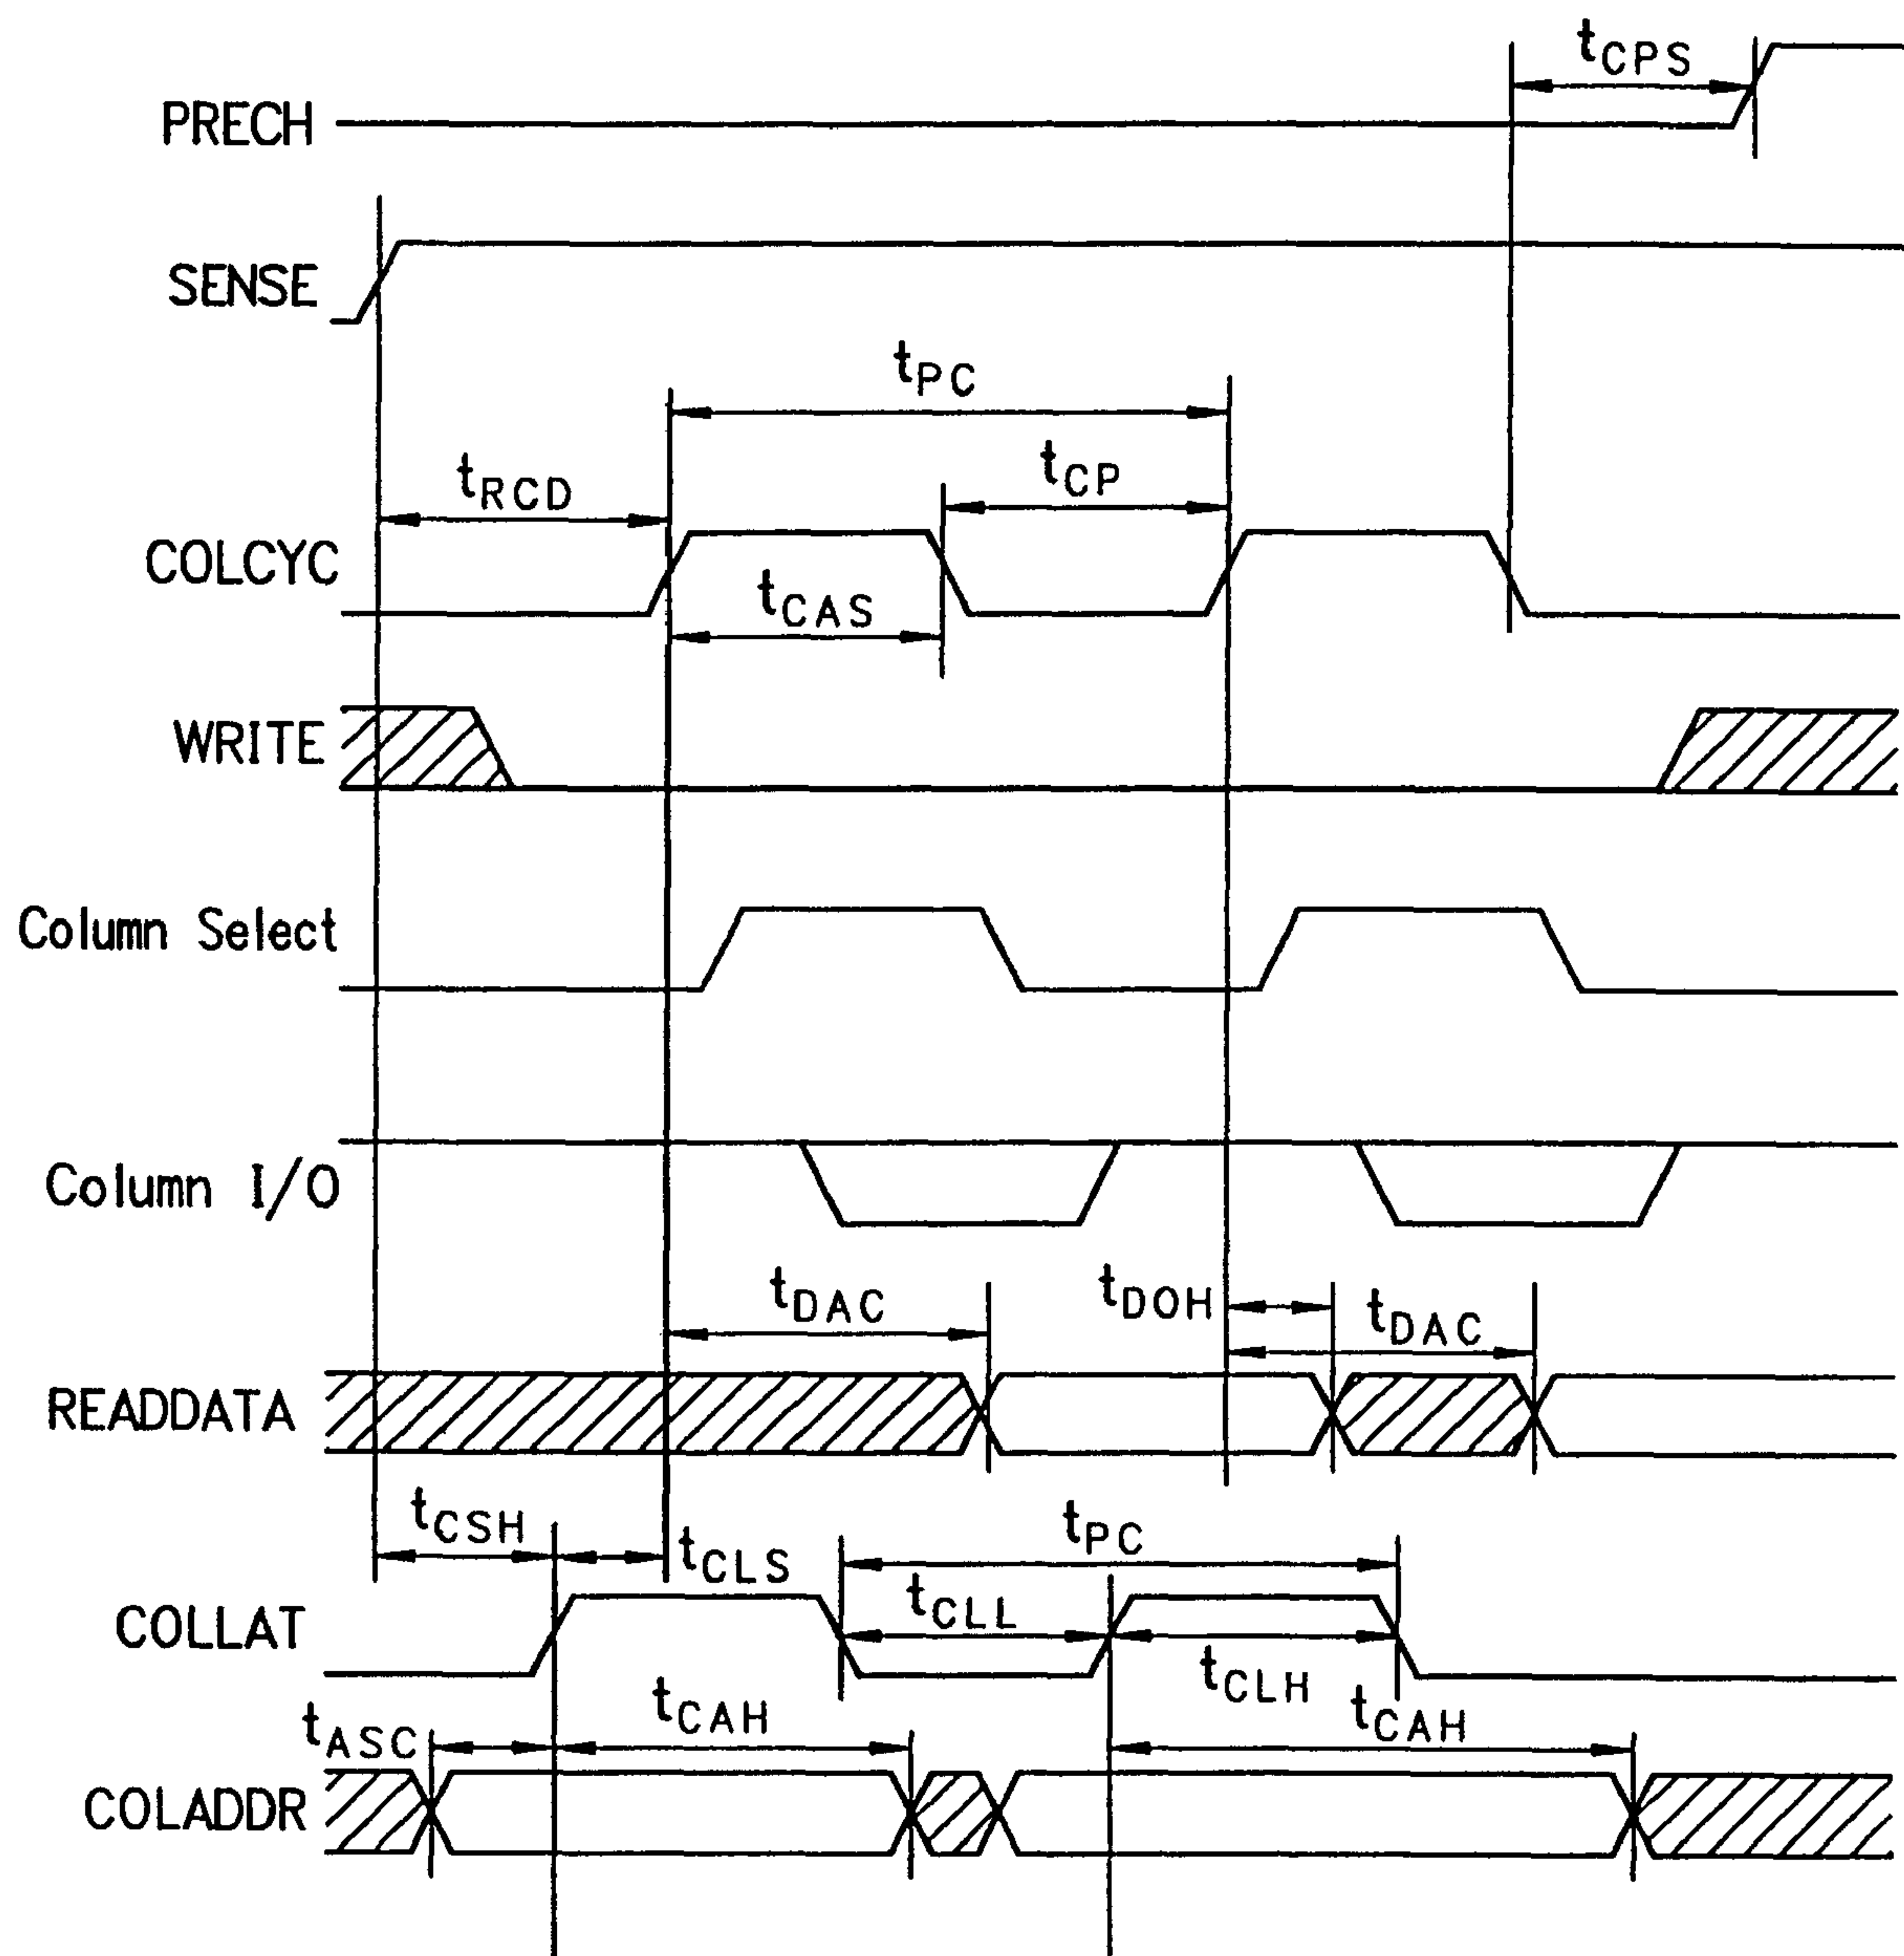 tCPS
PRECH
SENSE
tPC
tRCD
tCP
COLCYC
tCAS
WRITE
Column Select
Column I/O
tDAC
tDOH
tDAC
READDATA
tCSH
tCLS
tPC
tCLL
COLLAT
tCLH
tASC
tCAH
tCAH
COLADDR